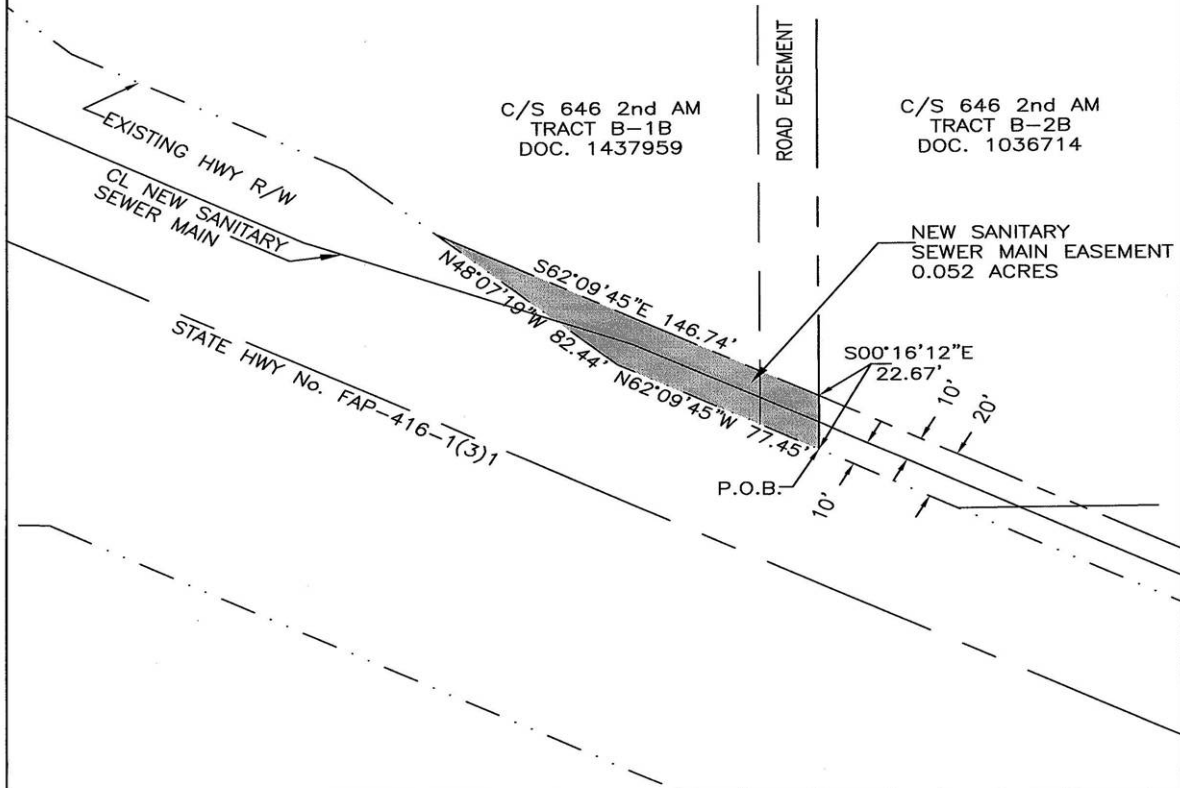 ROAD EASEMENT
C/S 646 2nd AM
TRACT B-1B
DOC. 1437959
C/S 646 2nd AM
TRACT B-2B
DOC. 1036714
EXISTING HWY R/W
CL NEW SANITARY
SEWER MAIN
NEW SANITARY
SEWER MAIN EASEMENT
0.052 ACRES
S62°09'45"E 146.74'
N48°07'19"W 82.44'
N62°09'45"W 77.45'
S00°16'12"E
22.67'
10'
20'
10'
P.O.B.
STATE HWY No. FAP-416-1(3)1